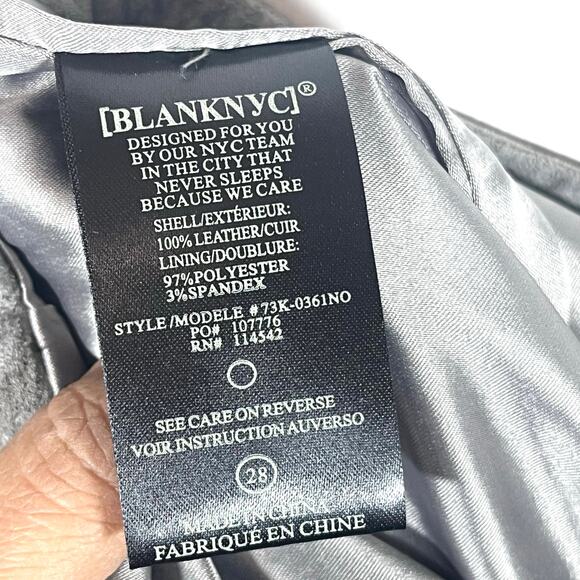 [BLANKNYC]®
DESIGNED FOR YOU
BY OUR NYC TEAM
IN THE CITY THAT
NEVER SLEEPS
BECAUSE WE CARE
SHELL/EXTÉRIEUR:
100% LEATHER/CUIR
LINING/DOUBLURE:
97%POLYESTER
3%SPANDEX
STYLE/MODELE #73K-0361NO
PO# 107776
RN# 114542
SEE CARE ON REVERSE
VOIR INSTRUCTION AUVERSO
28
MADE IN CHINA
FABRIQUÉ EN CHINE